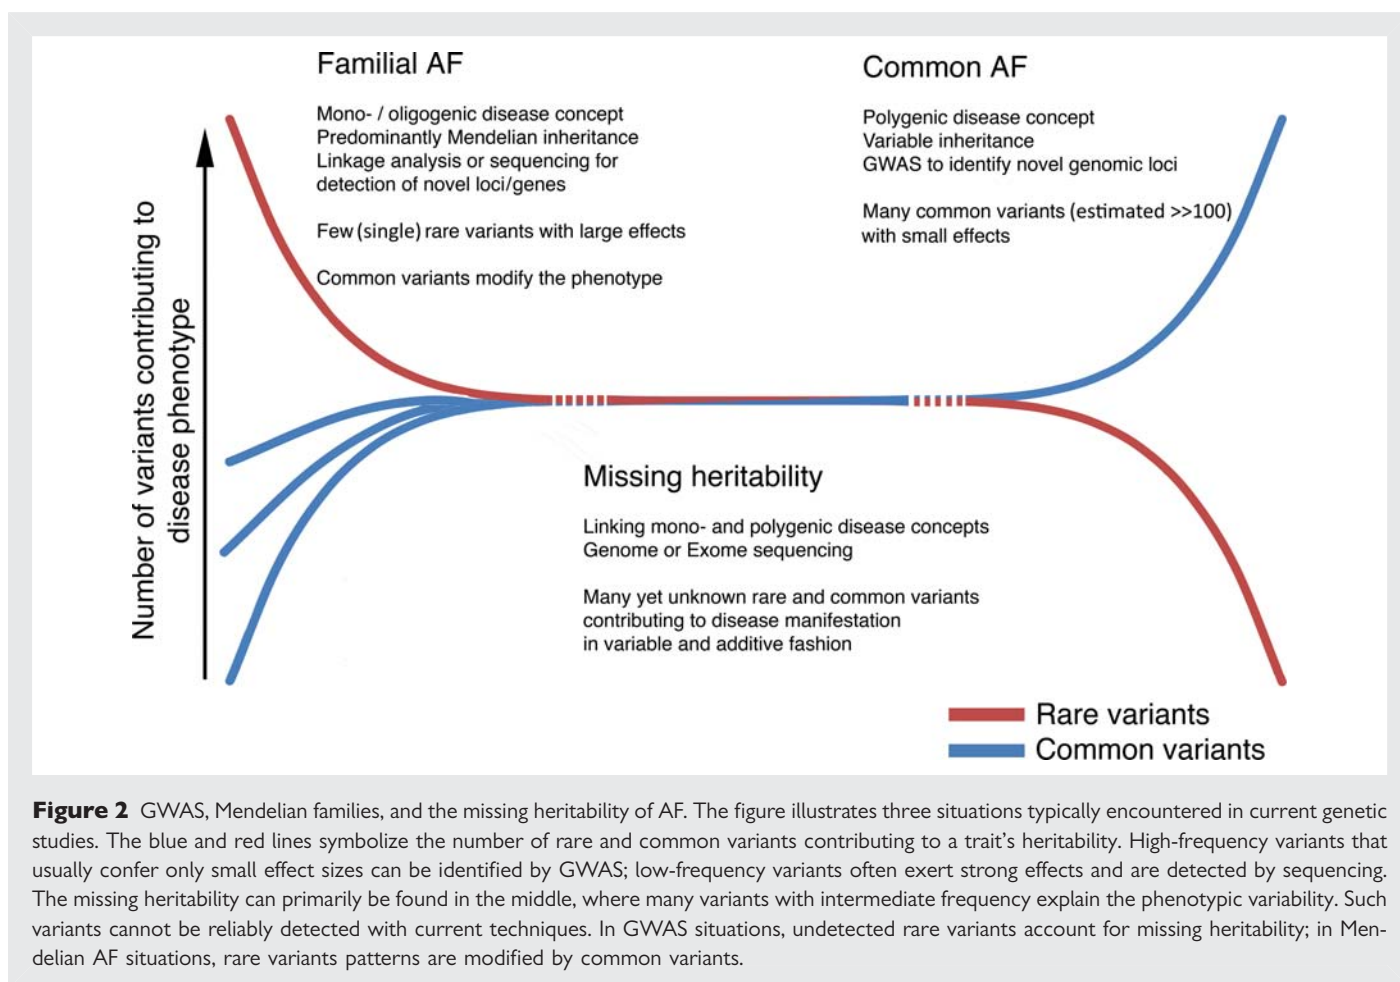 Familial AF
Mono- / oligogenic disease concept
Predominantly Mendelian inheritance
Linkage analysis or sequencing for
detection of novel loci/genes
Few (single) rare variants with large effects
Common variants modify the phenotype
Common AF
Polygenic disease concept
Variable inheritance
GWAS to identify novel genomic loci
Many common variants (estimated >>100)
with small effects
Number of variants contributing to
disease phenotype
Missing heritability
Linking mono- and polygenic disease concepts
Genome or Exome sequencing
Many yet unknown rare and common variants
contributing to disease manifestation
in variable and additive fashion
Rare variants
Common variants
Figure 2 GWAS, Mendelian families, and the missing heritability of AF. The figure illustrates three situations typically encountered in current genetic
studies. The blue and red lines symbolize the number of rare and common variants contributing to a trait's heritability. High-frequency variants that
usually confer only small effect sizes can be identified by GWAS; low-frequency variants often exert strong effects and are detected by sequencing.
The missing heritability can primarily be found in the middle, where many variants with intermediate frequency explain the phenotypic variability. Such
variants cannot be reliably detected with current techniques. In GWAS situations, undetected rare variants account for missing heritability; in Men-
delian AF situations, rare variants patterns are modified by common variants.